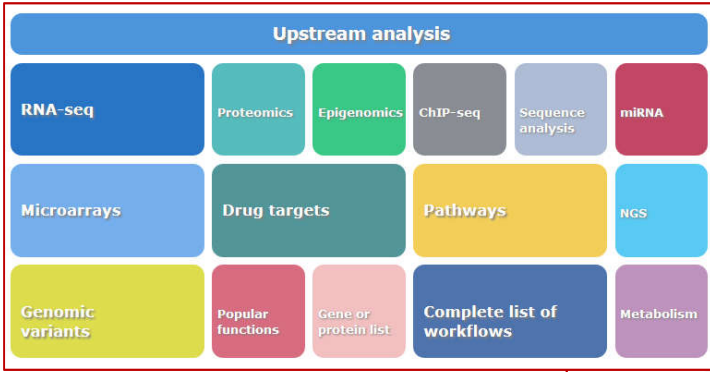 Upstream analysis
RNA-seq
Proteomics
Epigenomics
ChIP-seq
Sequence
analysis
miRNA
Microarrays
Drug targets
Pathways
NGS
Genomic
variants
Popular
functions
Gene or
protein list
Complete list of
workflows
Metabolism